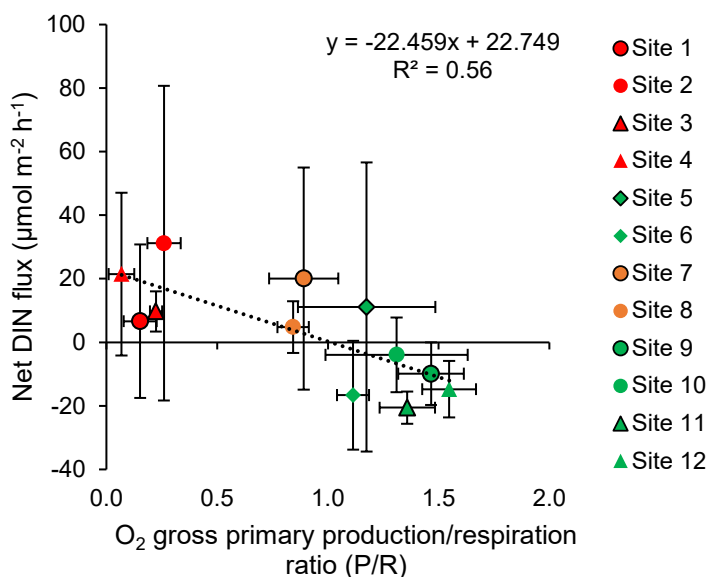 y = -22.459x + 22.749
R² = 0.56
Net DIN flux (µmol m⁻² h⁻¹)
100
80
60
40
20
0
-20
-40
0.0 0.5 1.0 1.5 2.0
O₂ gross primary production/respiration
ratio (P/R)
Site 1
Site 2
Site 3
Site 4
Site 5
Site 6
Site 7
Site 8
Site 9
Site 10
Site 11
Site 12